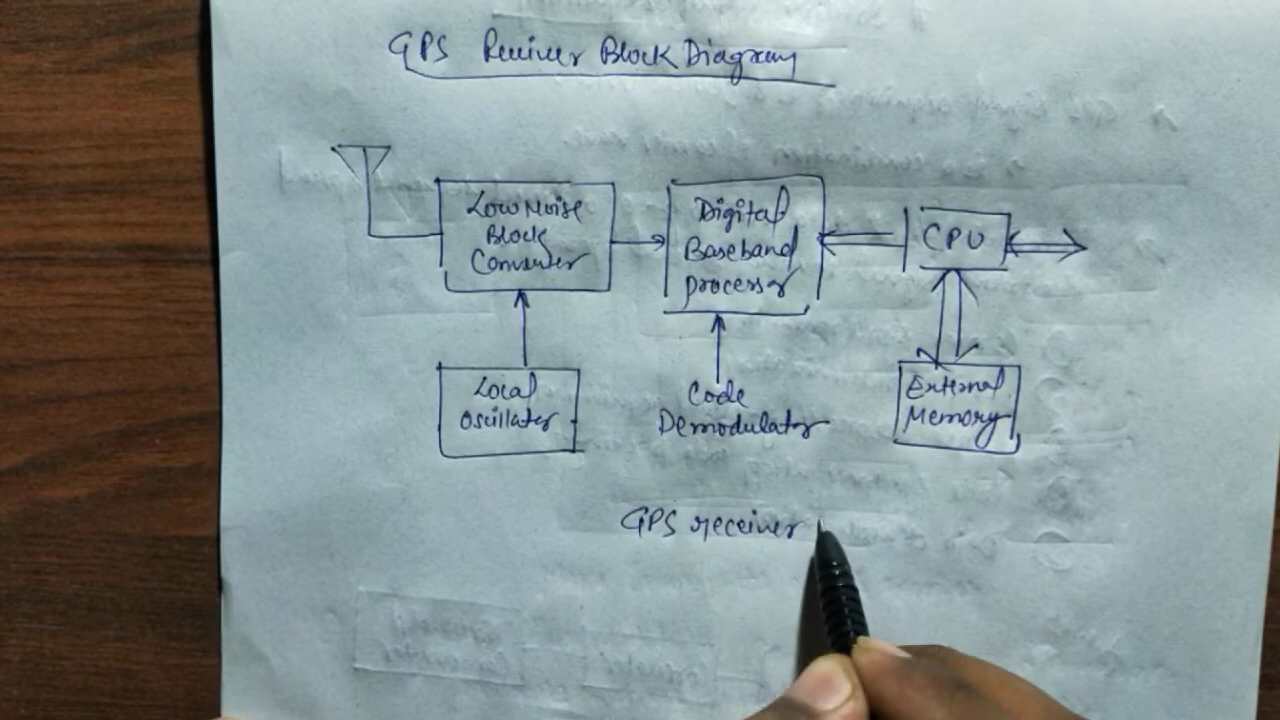 GPS Receiver Block Diagram
Low Noise
Block
Converter
Digital
Baseband
processor
CPU
Local
Oscillator
Code
Demodulator
External
Memory
GPS receiver